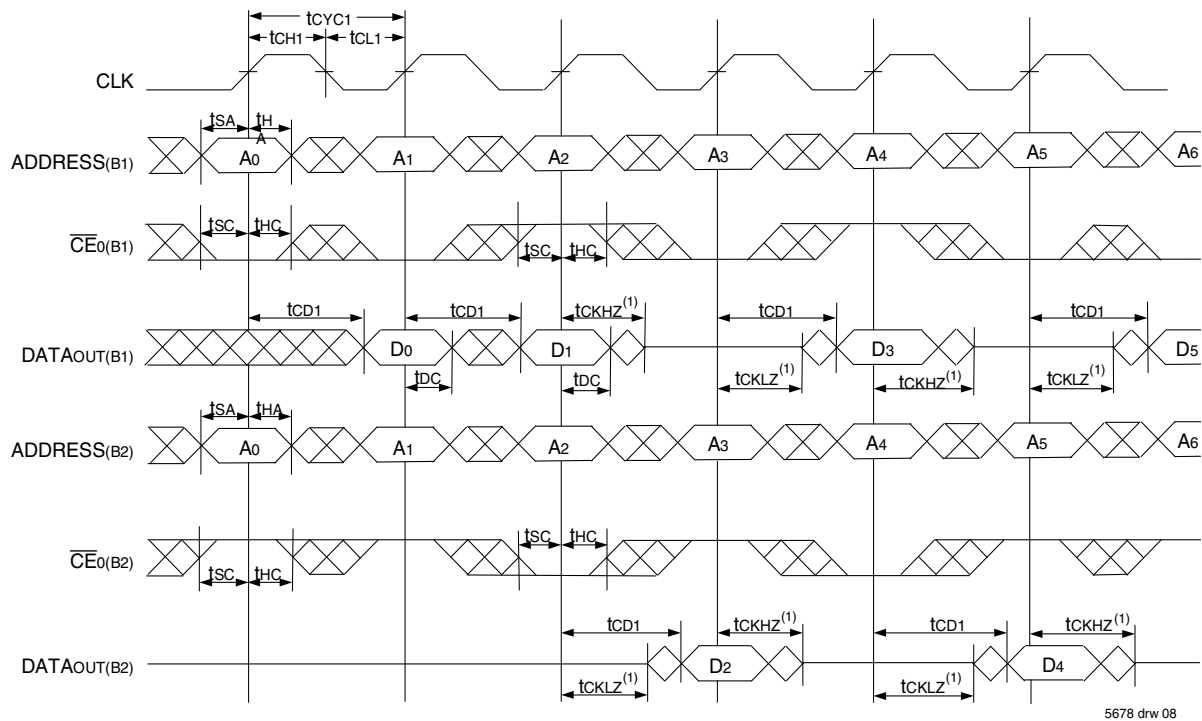 tCYC1
tCH1 tCL1
CLK
tSA tH
A
ADDRESS(B1) A0 A1 A2 A3 A4 A5 A6
tSC tHC
CE0(B1)
tSC tHC
tCD1 tCD1 tCKHZ(1) tCD1 tCD1
DATAOUT(B1) D0 D1 D3 D5
tDC tDC tCKLZ(1) tCKHZ(1) tCKLZ(1)
tSA tHA
ADDRESS(B2) A0 A1 A2 A3 A4 A5 A6
tSC tHC
CE0(B2)
tSC tHC
tCD1 tCKHZ(1) tCD1 tCKHZ(1)
DATAOUT(B2) D2 D4
tCKLZ(1) tCKLZ(1)
5678 drw 08